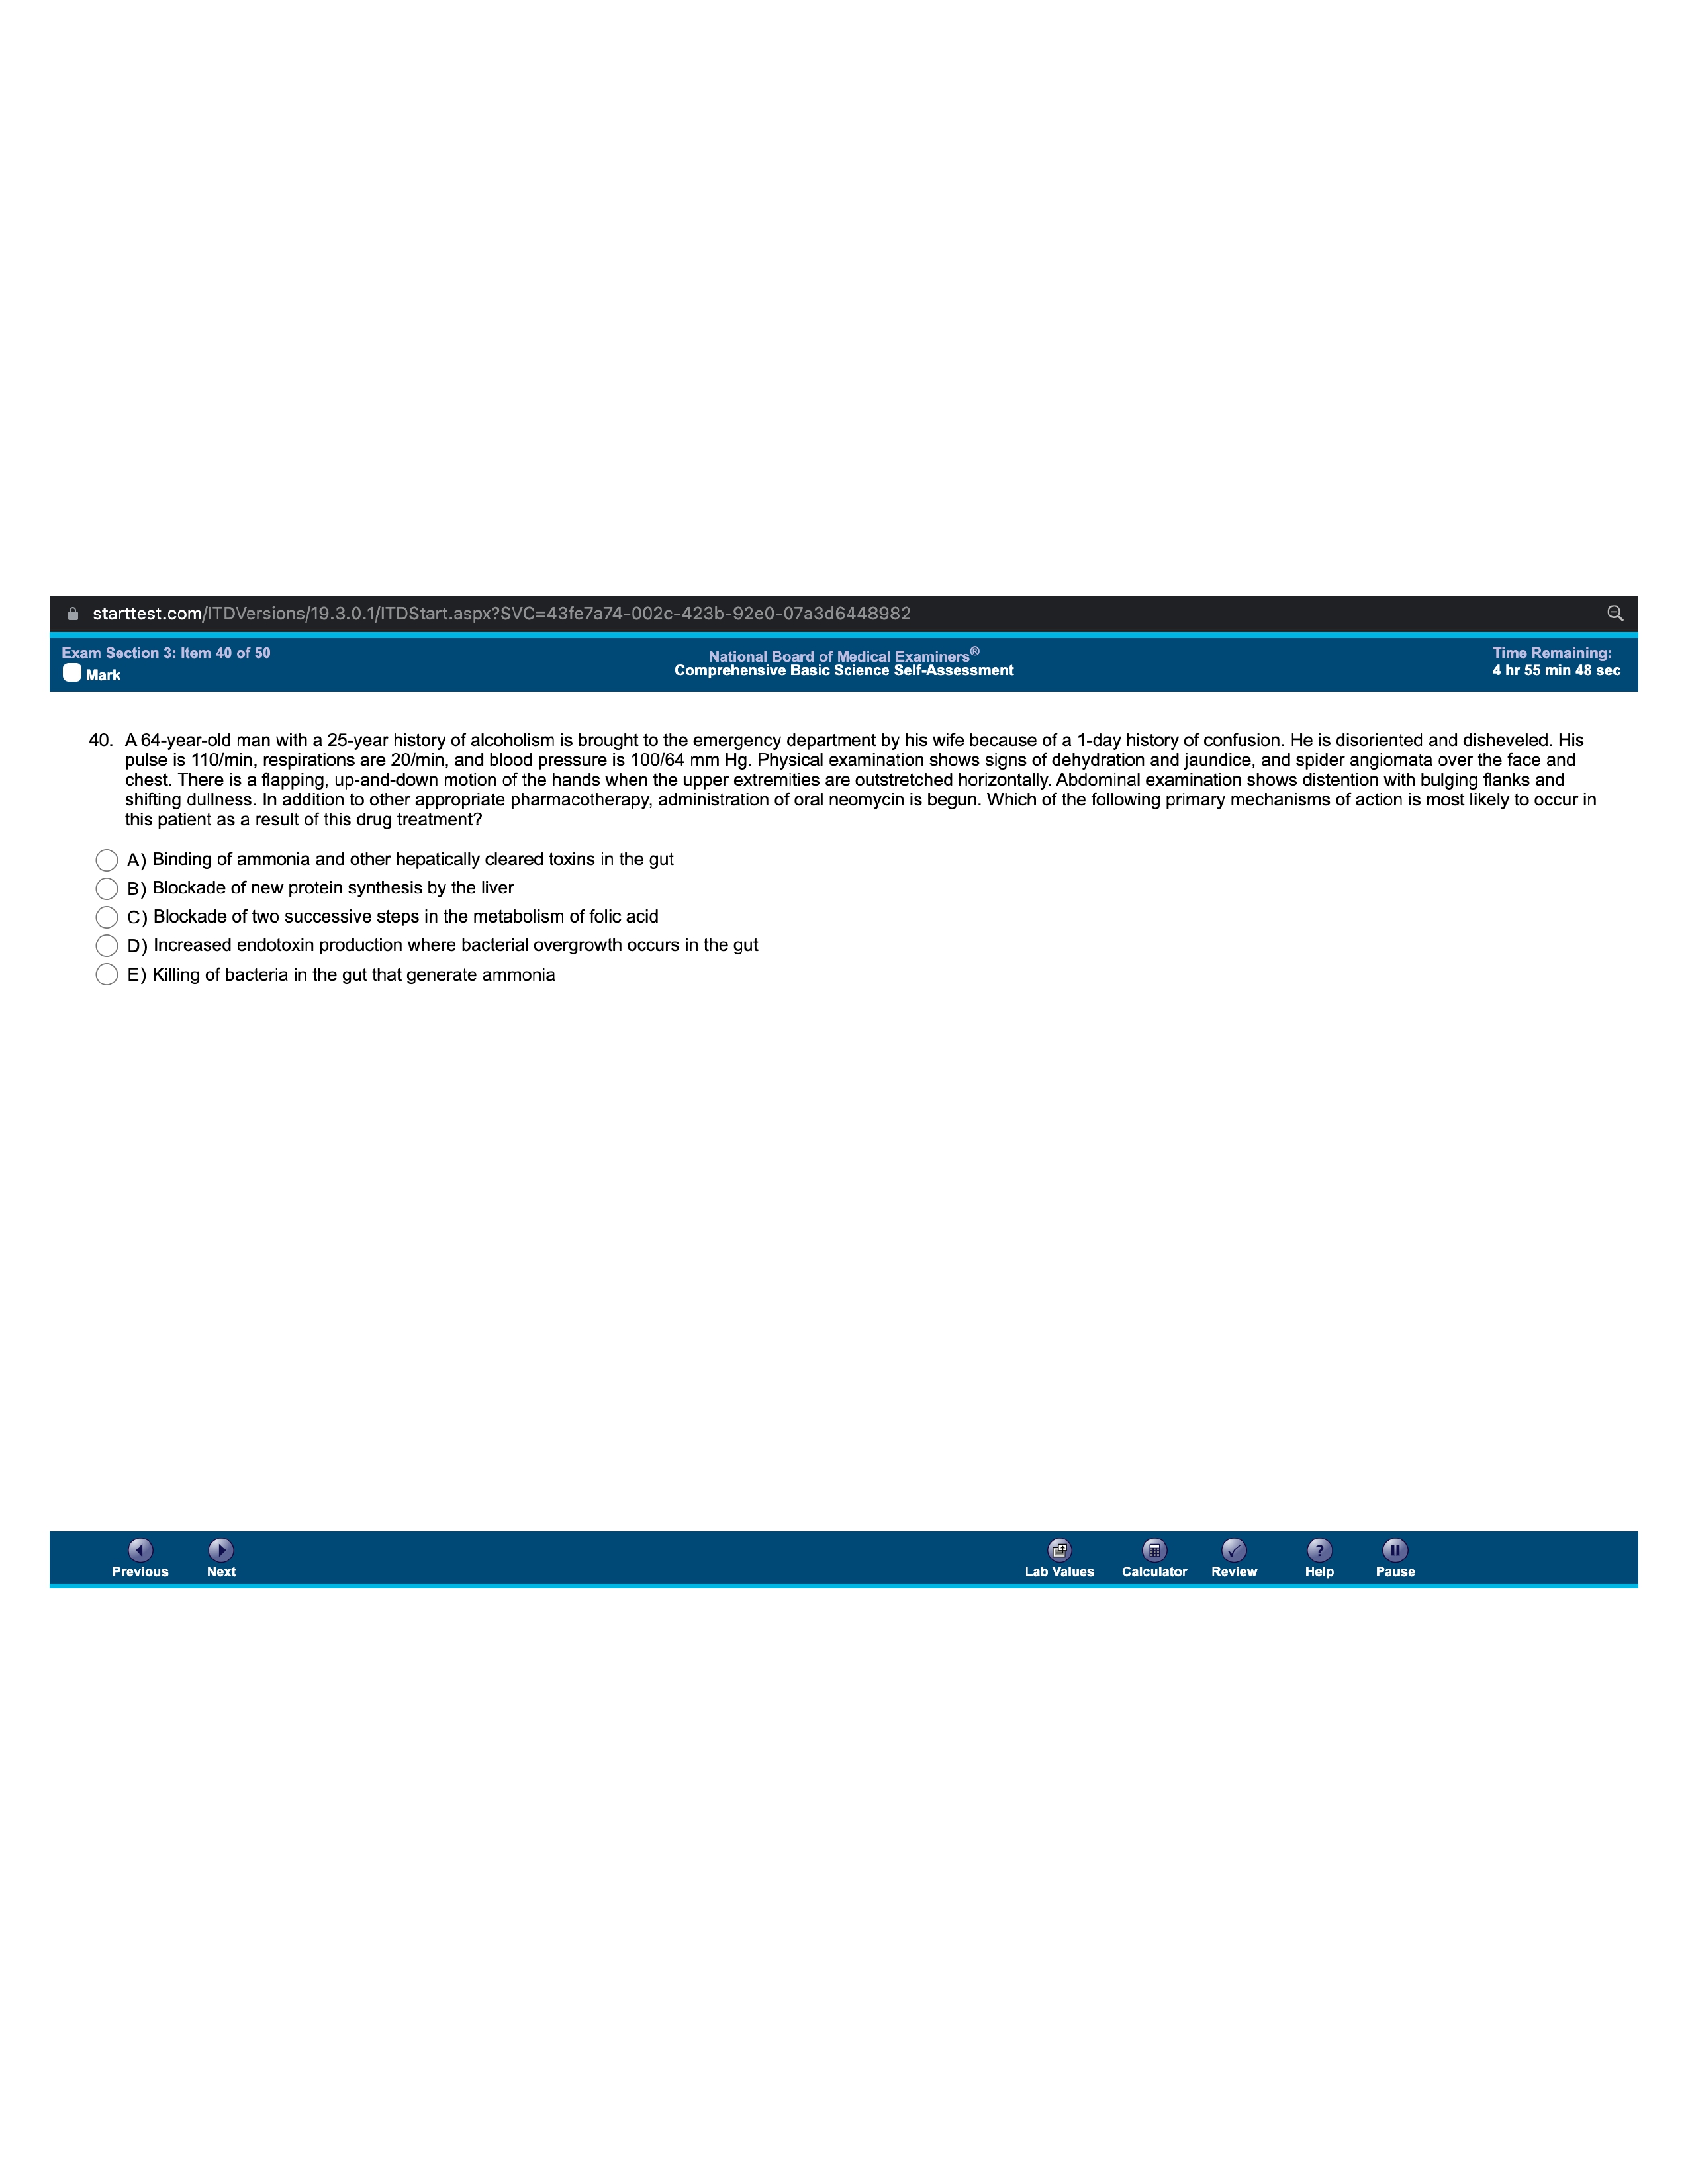 starttest.com/ITDVersions/19.3.0.1/ITDStart.aspx?SVC=43fe7a74-002c-423b-92e0-07a3d6448982
Exam Section 3: Item 40 of 50
Mark
National Board of Medical Examiners®
Comprehensive Basic Science Self-Assessment
Time Remaining:
4 hr 55 min 48 sec
40. A 64-year-old man with a 25-year history of alcoholism is brought to the emergency department by his wife because of a 1-day history of confusion. He is disoriented and disheveled. His
pulse is 110/min, respirations are 20/min, and blood pressure is 100/64 mm Hg. Physical examination shows signs of dehydration and jaundice, and spider angiomata over the face and
chest. There is a flapping, up-and-down motion of the hands when the upper extremities are outstretched horizontally. Abdominal examination shows distention with bulging flanks and
shifting dullness. In addition to other appropriate pharmacotherapy, administration of oral neomycin is begun. Which of the following primary mechanisms of action is most likely to occur in
this patient as a result of this drug treatment?
A) Binding of ammonia and other hepatically cleared toxins in the gut
B) Blockade of new protein synthesis by the liver
C) Blockade of two successive steps in the metabolism of folic acid
D) Increased endotoxin production where bacterial overgrowth occurs in the gut
E) Killing of bacteria in the gut that generate ammonia
Previous
Next
Lab Values
Calculator
Review
Help
Pause